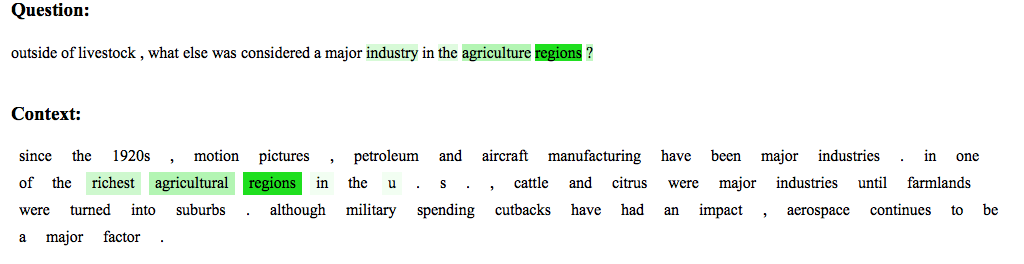 Question:
outside of livestock , what else was considered a major industry in the agriculture regions ?
Context:
since the 1920s , motion pictures , petroleum and aircraft manufacturing have been major industries . in one
of the richest agricultural regions in the u . s . , cattle and citrus were major industries until farmlands
were turned into suburbs . although military spending cutbacks have had an impact , aerospace continues to be
a major factor .